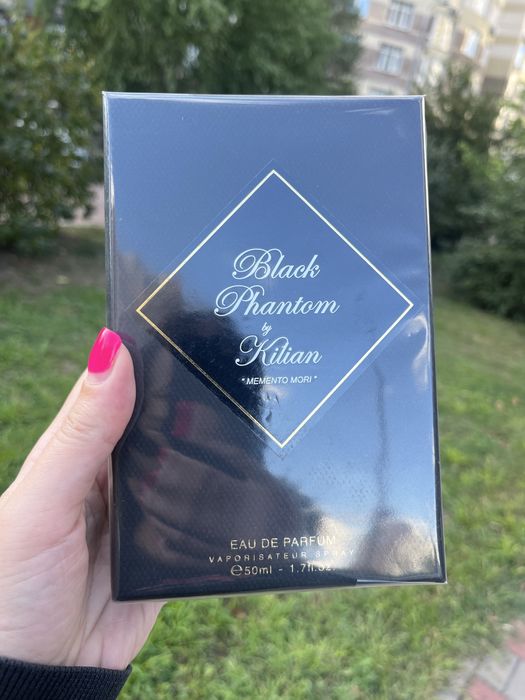 Black
Phantom
by
Kilian
"MEMENTO MORI"
EAU DE PARFUM
VAPORISATEUR SPRAY
℮50ml - 1.7fl.oz.